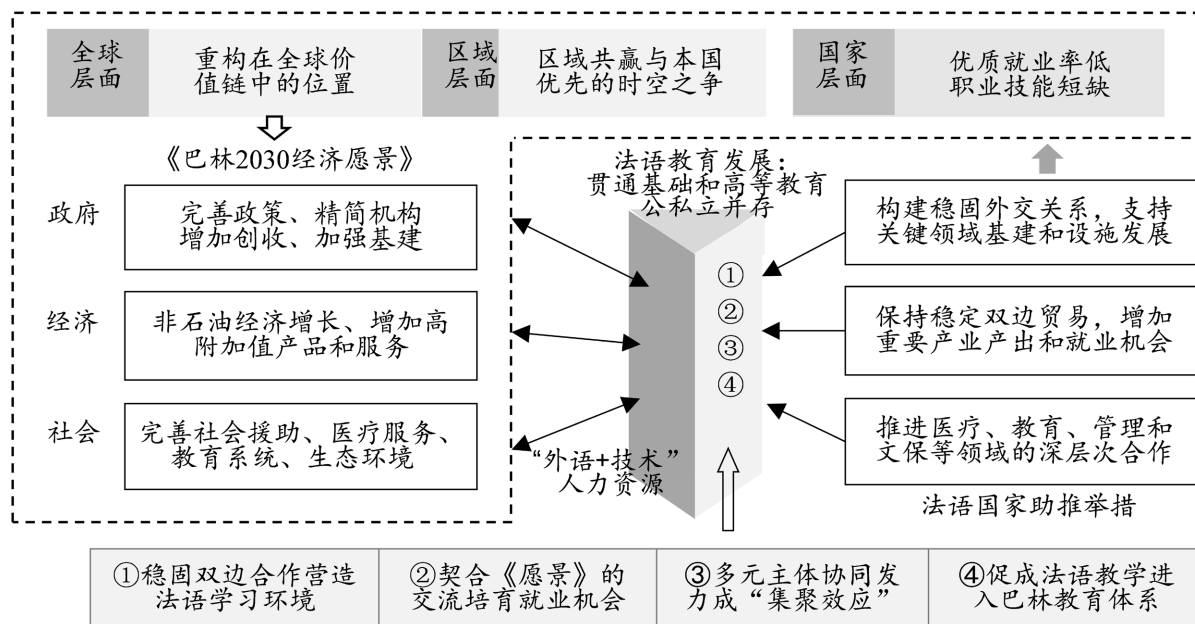 全球
层面
重构在全球价
值链中的位置
区域
层面
区域共赢与本国
优先的时空之争
国家
层面
优质就业率低
职业技能短缺
《巴林2030经济愿景》
政府
完善政策、精简机构
增加创收、加强基建
经济
非石油经济增长、增加高
附加值产品和服务
社会
完善社会援助、医疗服务、
教育系统、生态环境
法语教育发展：
贯通基础和高等教育
公私立并存
①
②
③
④
“外语+技术”
人力资源
构建稳固外交关系，支持
关键领域基建和设施发展
保持稳定双边贸易，增加
重要产业产出和就业机会
推进医疗、教育、管理和
文保等领域的深层次合作
法语国家助推举措
①稳固双边合作营造
法语学习环境
②契合《愿景》的
交流培育就业机会
③多元主体协同发
力成“集聚效应”
④促成法语教学进
入巴林教育体系